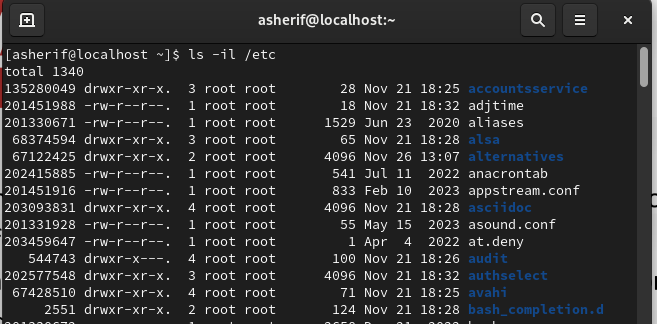 asherif@localhost:~
[asherif@localhost ~]$ ls -il /etc
total 1340
135280049 drwxr-xr-x. 3 root root 28 Nov 21 18:25 accountsservice
201451988 -rw-r--r--. 1 root root 18 Nov 21 18:32 adjtime
201330671 -rw-r--r--. 1 root root 1529 Jun 23 2020 aliases
68374594 drwxr-xr-x. 3 root root 65 Nov 21 18:28 alsa
67122425 drwxr-xr-x. 2 root root 4096 Nov 26 13:07 alternatives
202415885 -rw-r--r--. 1 root root 541 Jul 11 2022 anacrontab
201451916 -rw-r--r--. 1 root root 833 Feb 10 2023 appstream.conf
203093831 drwxr-xr-x. 4 root root 4096 Nov 21 18:28 asciidoc
201331928 -rw-r--r--. 1 root root 55 May 15 2023 asound.conf
203459647 -rw-r--r--. 1 root root 1 Apr 4 2022 at.deny
544743 drwxr-x---. 4 root root 100 Nov 21 18:26 audit
202577548 drwxr-xr-x. 3 root root 4096 Nov 21 18:32 authselect
67428510 drwxr-xr-x. 4 root root 71 Nov 21 18:25 avahi
2551 drwxr-xr-x. 2 root root 124 Nov 21 18:28 bash_completion.d